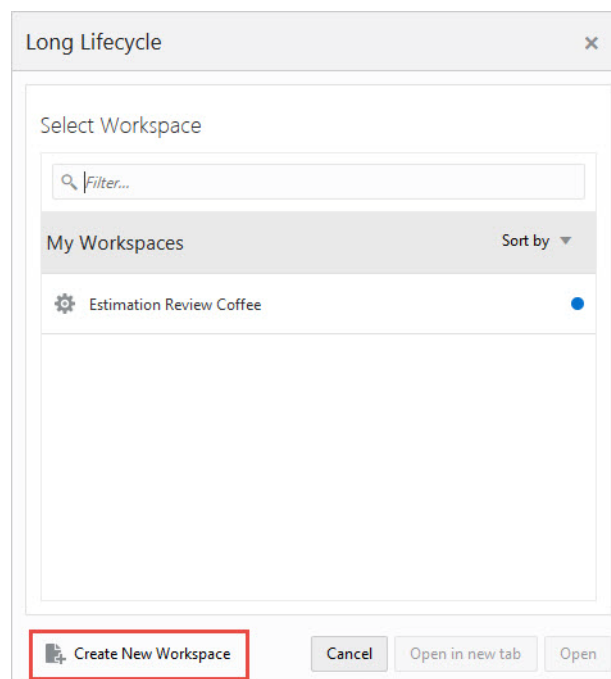 Long Lifecycle
Select Workspace
Filter...
My Workspaces Sort by
Estimation Review Coffee
Create New Workspace Cancel Open in new tab Open